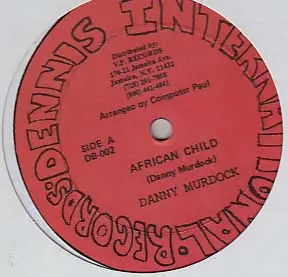 DENNIS INTERNATIONAL RECORDS
Distributed by:
V.P. RECORDS
170-21 Jamaica Ave.
Jamaica, N.Y. 11432
(718) 291-7058
(800) 441-4041
Arranged by Computer Paul
SIDE A
DB-002
AFRICAN CHILD
(Danny Murdock)
DANNY MURDOCK